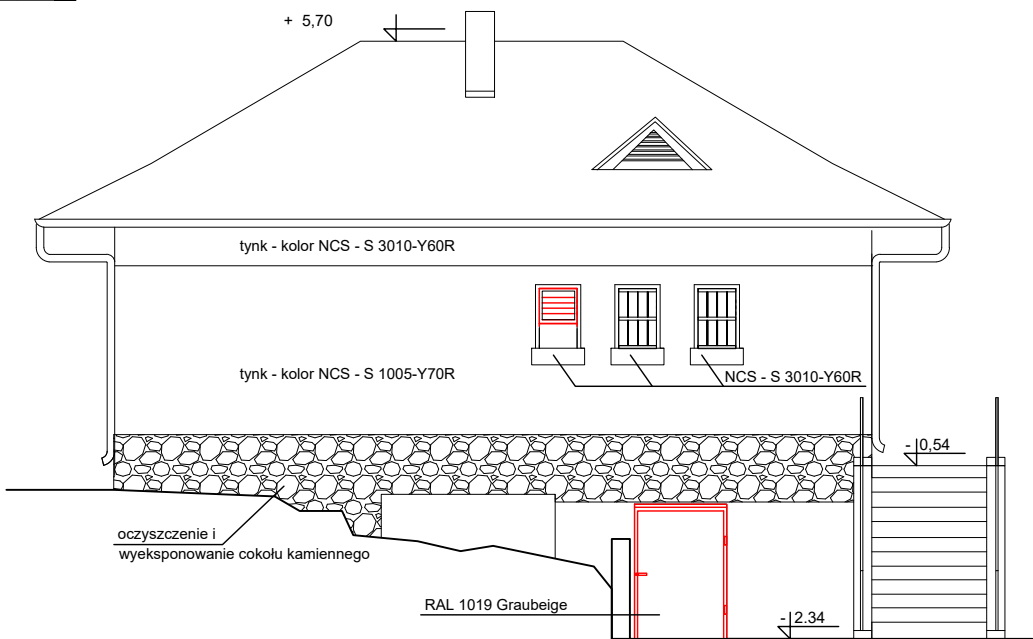 + 5,70
tynk - kolor NCS - S 3010-Y60R
tynk - kolor NCS - S 1005-Y70R
NCS - S 3010-Y60R
- 0,54
oczyszczenie i
wyeksponowanie cokołu kamiennego
RAL 1019 Graubeige
- 2.34